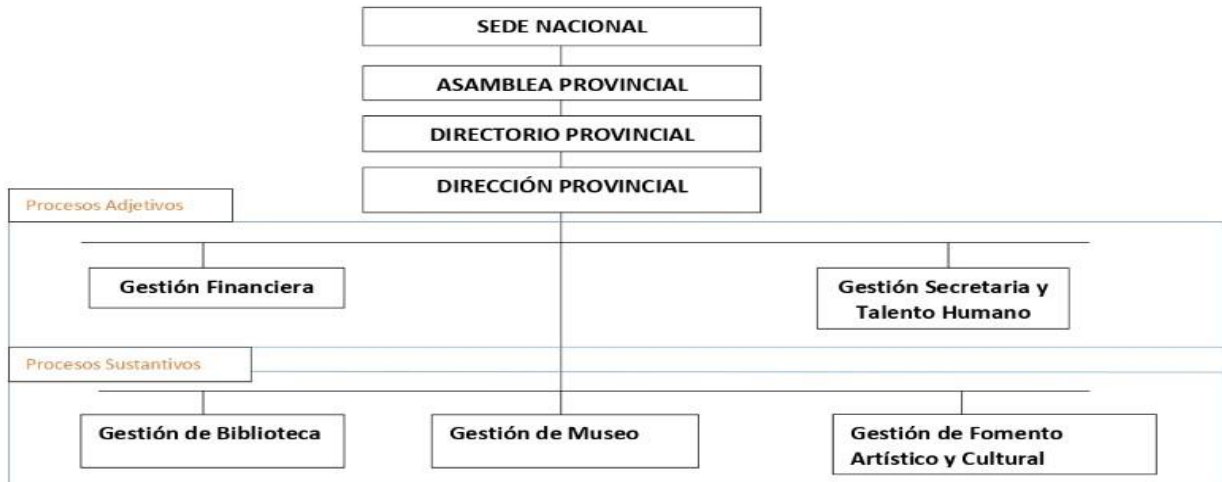 SEDE NACIONAL
ASAMBLEA PROVINCIAL
DIRECTORIO PROVINCIAL
DIRECCIÓN PROVINCIAL
Procesos Adjetivos
Gestión Financiera
Gestión Secretaria y
Talento Humano
Procesos Sustantivos
Gestión de Biblioteca
Gestión de Museo
Gestión de Fomento
Artístico y Cultural